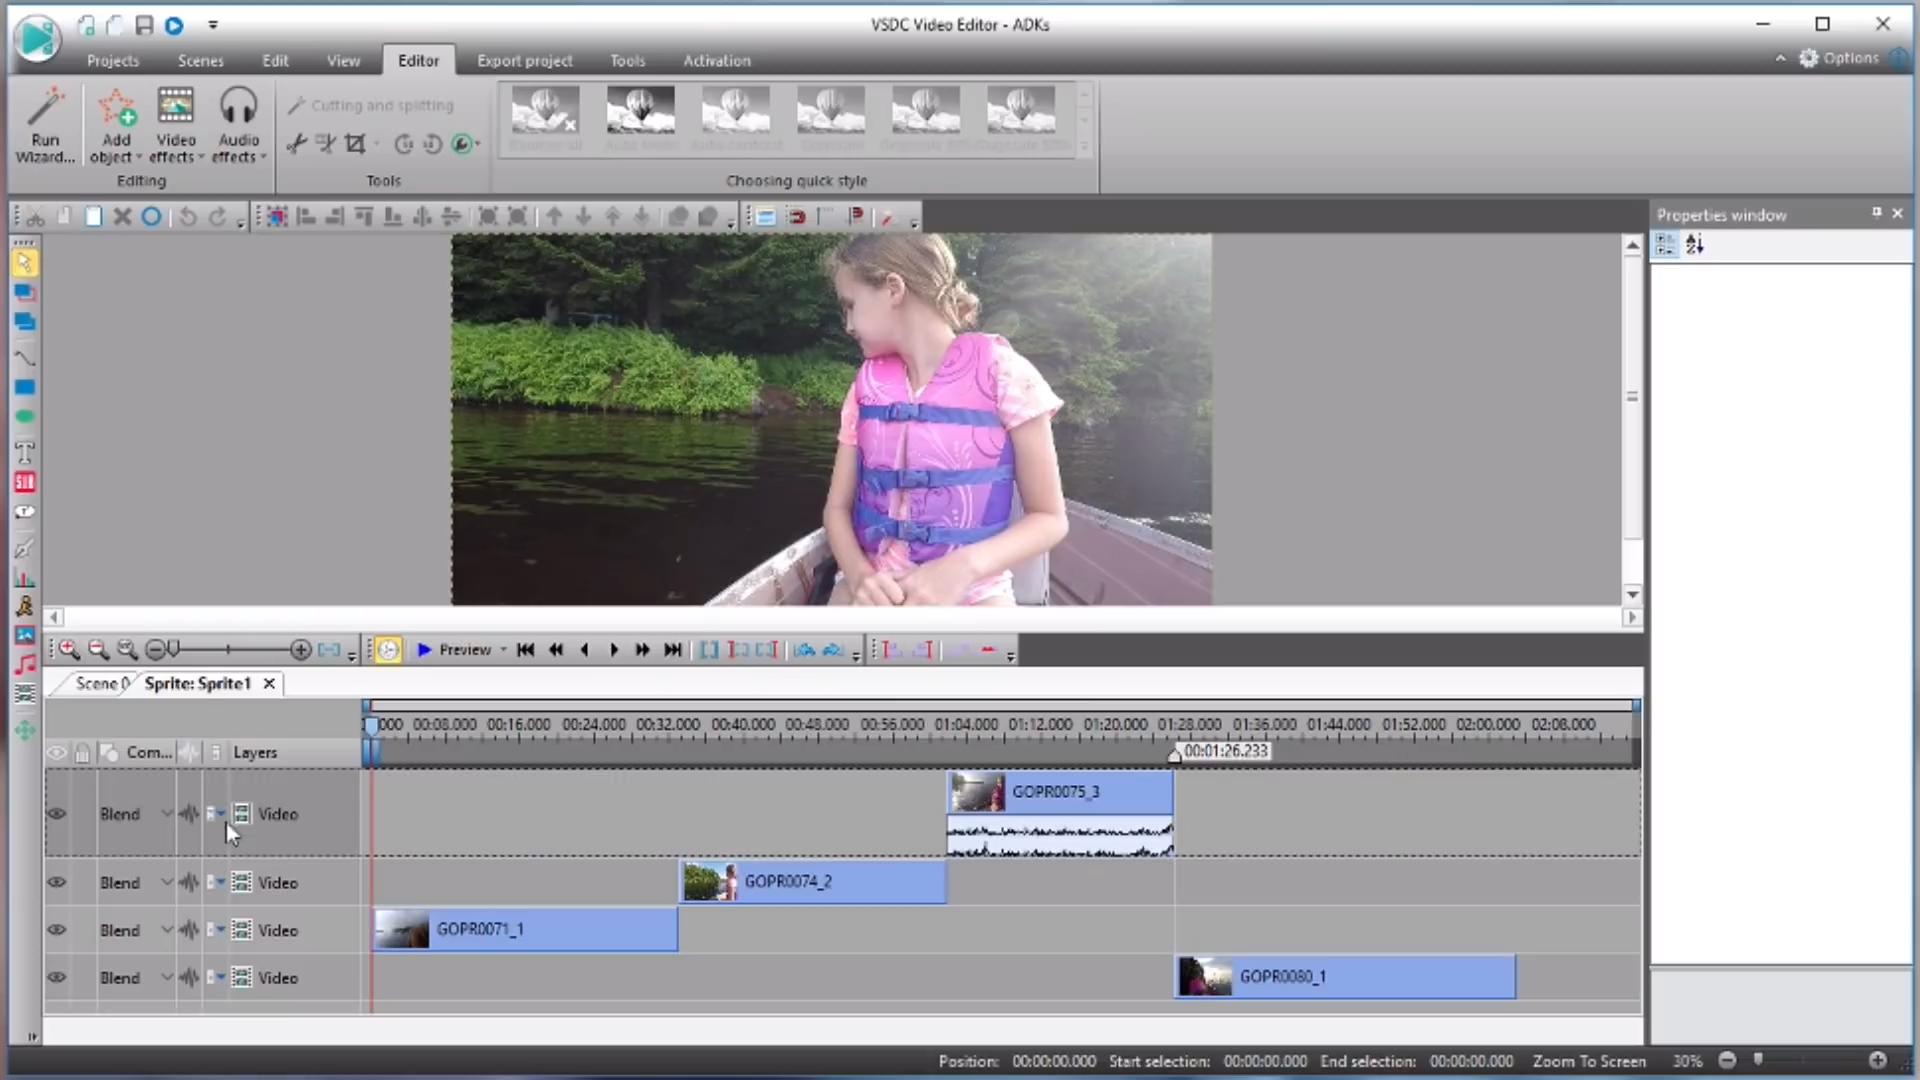 VSDC Video Editor - ADKs
Projects Scenes Edit View Editor Export project Tools Activation Options
Run Wizard... Add object Video effects Audio effects Cutting and splitting
Editing Tools Choosing quick style
Properties window
Preview
Scene 0 Sprite: Sprite1
000 00:08.000 00:16.000 00:24.000 00:32.000 00:40.000 00:48.000 00:56.000 01:04.000 01:12.000 01:20.000 01:28.000 01:36.000 01:44.000 01:52.000 02:00.000 02:08.000
Com... Layers 00:01:26.233
Blend Video GOPR0075_3
Blend Video GOPR0074_2
Blend Video GOPR0071_1
Blend Video GOPR0080_1
Position: 00:00:00.000 Start selection: 00:00:00.000 End selection: 00:00:00.000 Zoom To Screen 30%